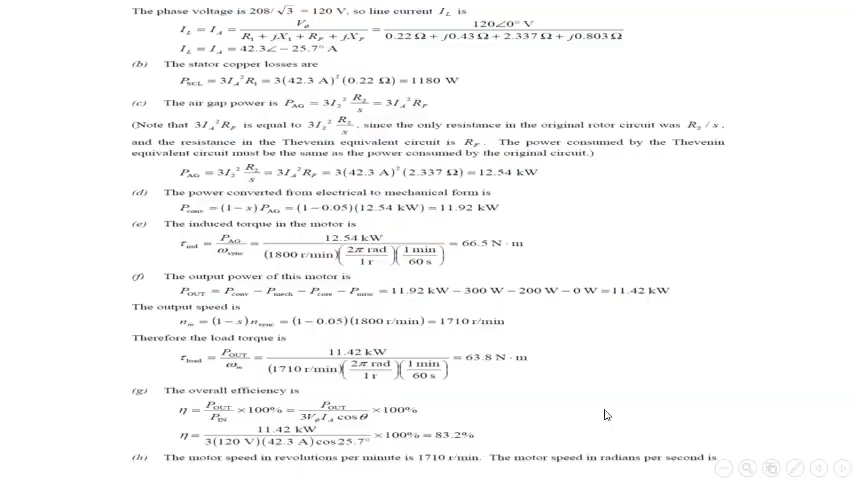 The phase voltage is 208/ √3 = 120 V, so line current I_L is
I_L = I_A = V_ϕ / (R_1 + jX_1 + R_F + jX_F) = 120∠0° V / (0.22 Ω + j0.43 Ω + 2.337 Ω + j0.803 Ω)
I_L = I_A = 42.3∠ − 25.7° A
(b) The stator copper losses are
P_SCL = 3I_A² R_1 = 3(42.3 A)² (0.22 Ω) = 1180 W
(c) The air gap power is P_AG = 3I_2² R_2/s = 3I_A² R_F
(Note that 3I_A² R_F is equal to 3I_2² R_2/s, since the only resistance in the original rotor circuit was R_2 / s,
and the resistance in the Thevenin equivalent circuit is R_F. The power consumed by the Thevenin
equivalent circuit must be the same as the power consumed by the original circuit.)
P_AG = 3I_2² R_2/s = 3I_A² R_F = 3(42.3 A)² (2.337 Ω) = 12.54 kW
(d) The power converted from electrical to mechanical form is
P_conv = (1 − s) P_AG = (1 − 0.05)(12.54 kW) = 11.92 kW
(e) The induced torque in the motor is
τ_ind = P_AG / ω_sync = 12.54 kW / (1800 r/min)(2π rad / 1 r)(1 min / 60 s) = 66.5 N · m
(f) The output power of this motor is
P_OUT = P_conv − P_mech − P_core − P_misc = 11.92 kW − 300 W − 200 W − 0 W = 11.42 kW
The output speed is
n_m = (1 − s) n_sync = (1 − 0.05)(1800 r/min) = 1710 r/min
Therefore the load torque is
τ_load = P_OUT / ω_m = 11.42 kW / (1710 r/min)(2π rad / 1 r)(1 min / 60 s) = 63.8 N · m
(g) The overall efficiency is
η = P_OUT / P_IN × 100% = P_OUT / 3V_ϕ I_A cos θ × 100%
η = 11.42 kW / 3(120 V)(42.3 A) cos 25.7° × 100% = 83.2%
(h) The motor speed in revolutions per minute is 1710 r/min. The motor speed in radians per second is